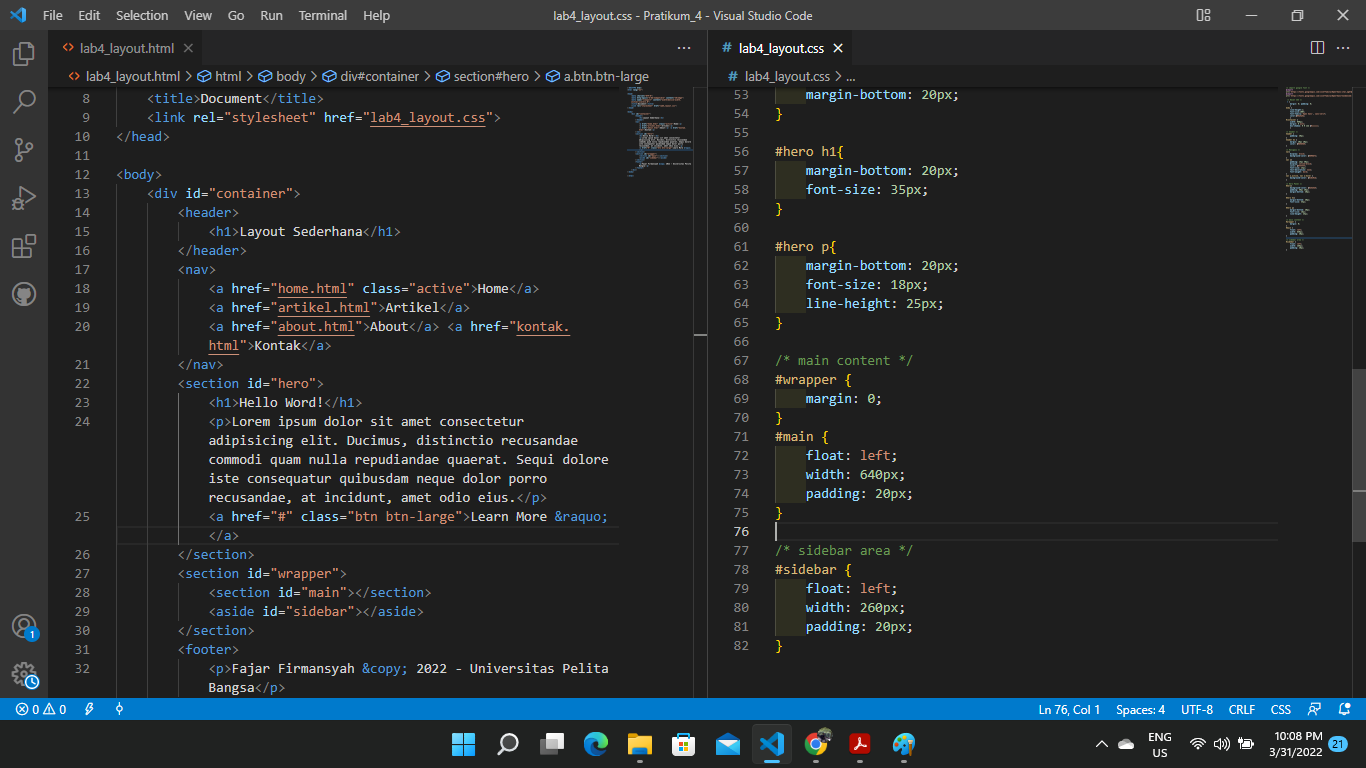 File Edit Selection View Go Run Terminal Help
lab4_layout.css - Pratikum_4 - Visual Studio Code
<> lab4_layout.html
<> lab4_layout.html > html > body > div#container > section#hero > a.btn.btn-large
8 <title>Document</title>
9 <link rel="stylesheet" href="lab4_layout.css">
10 </head>
11
12 <body>
13 <div id="container">
14 <header>
15 <h1>Layout Sederhana</h1>
16 </header>
17 <nav>
18 <a href="home.html" class="active">Home</a>
19 <a href="artikel.html">Artikel</a>
20 <a href="about.html">About</a> <a href="kontak.
html">Kontak</a>
21 </nav>
22 <section id="hero">
23 <h1>Hello Word!</h1>
24 <p>Lorem ipsum dolor sit amet consectetur
adipisicing elit. Ducimus, distinctio recusandae
commodi quam nulla repudiandae quaerat. Sequi dolore
iste consequatur quibusdam neque dolor porro
recusandae, at incidunt, amet odio eius.</p>
25 <a href="#" class="btn btn-large">Learn More &raquo;
</a>
26 </section>
27 <section id="wrapper">
28 <section id="main"></section>
29 <aside id="sidebar"></aside>
30 </section>
31 <footer>
32 <p>Fajar Firmansyah &copy; 2022 - Universitas Pelita
Bangsa</p>
# lab4_layout.css
# lab4_layout.css > ...
53 margin-bottom: 20px;
54 }
55
56 #hero h1{
57 margin-bottom: 20px;
58 font-size: 35px;
59 }
60
61 #hero p{
62 margin-bottom: 20px;
63 font-size: 18px;
64 line-height: 25px;
65 }
66
67 /* main content */
68 #wrapper {
69 margin: 0;
70 }
71 #main {
72 float: left;
73 width: 640px;
74 padding: 20px;
75 }
76
77 /* sidebar area */
78 #sidebar {
79 float: left;
80 width: 260px;
81 padding: 20px;
82 }
1
0 0
Ln 76, Col 1 Spaces: 4 UTF-8 CRLF CSS
ENG
US
10:08 PM
3/31/2022
21